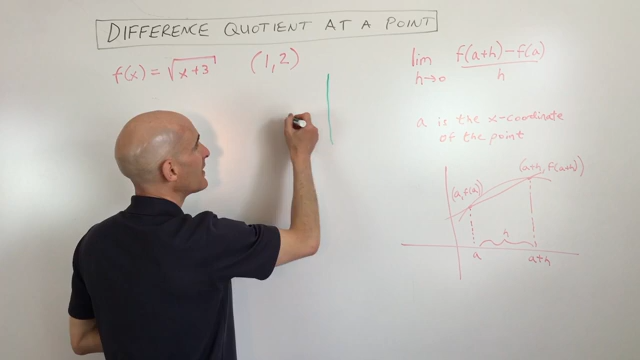 DIFFERENCE QUOTIENT AT A POINT
f(x) = √x+3 (1,2)
lim f(a+h)-f(a)
h→0 h
a is the x-coordinate
of the point
(a+h, f(a+h))
(a, f(a))
h
a a+h